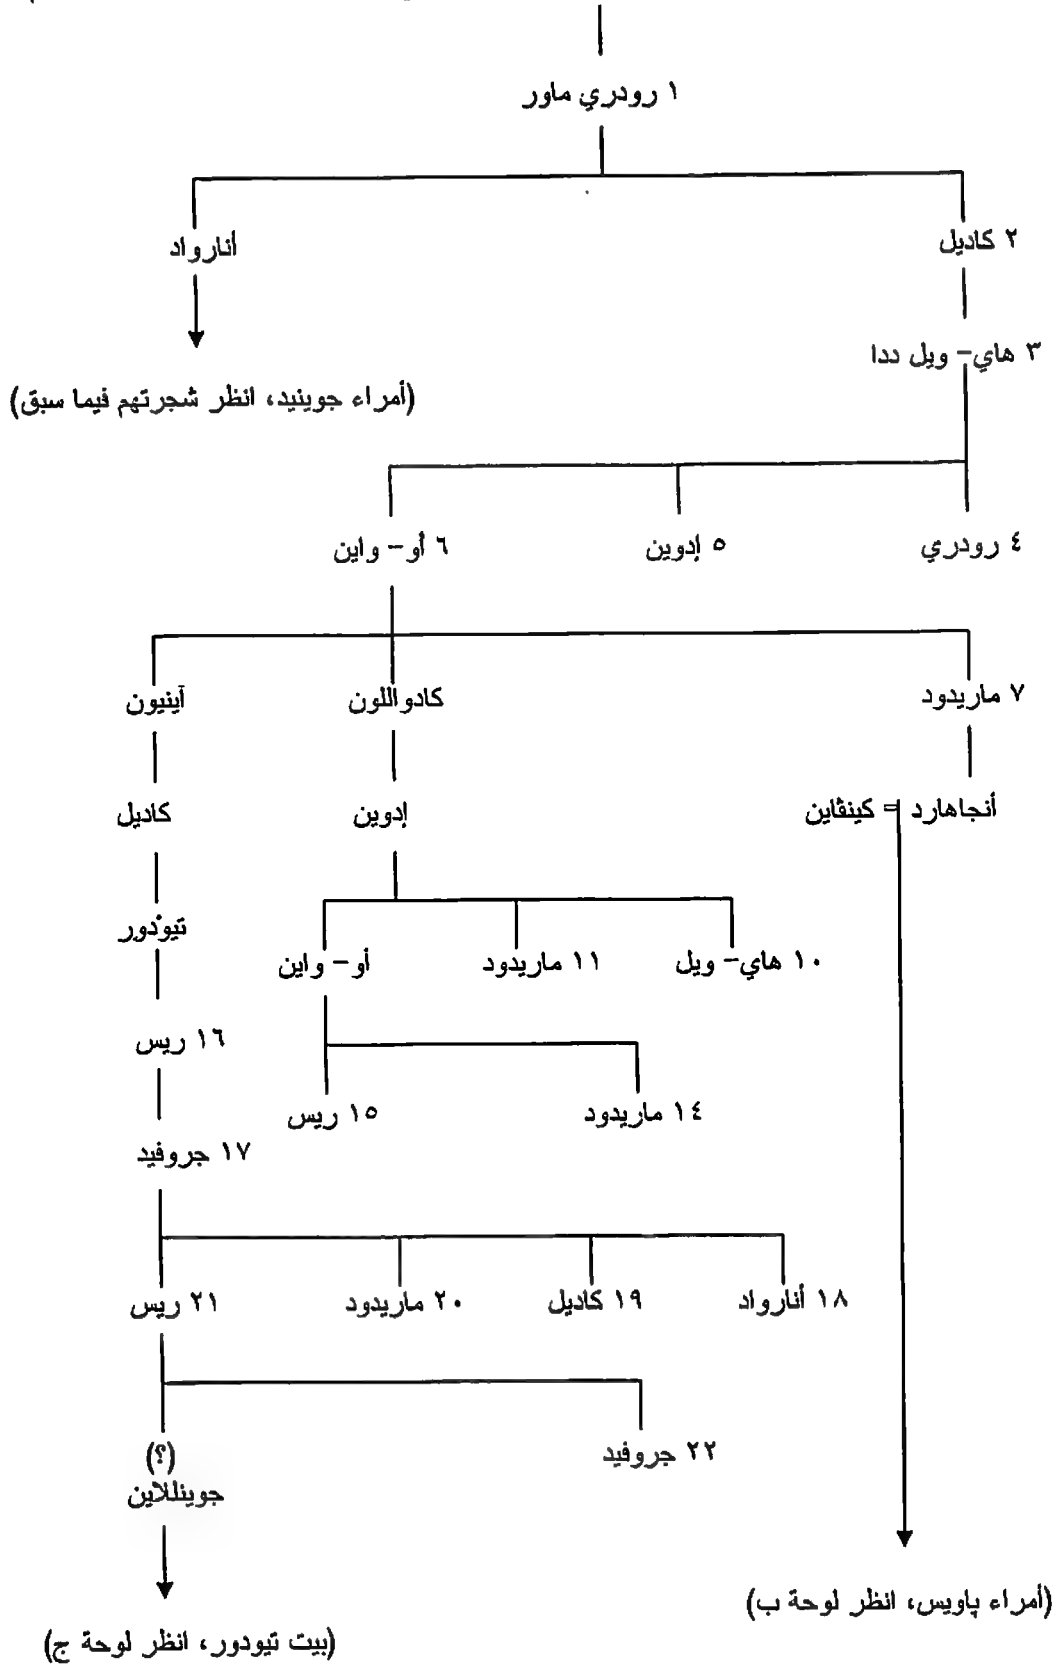 ١ رودري ماور
٢ كاديل
أنارواد
٣ هاي- ويل ددا
(أمراء جوينيد، انظر شجرتهم فيما سبق)
٤ رودري
٥ إدوين
٦ أو- واين
٧ ماريدود
كادواللون
آينيون
أنجاهارد = كينڤاين
إدوين
كاديل
تيودور
١٠ هاي- ويل
١١ ماريدود
أو- واين
١٦ ريس
١٤ ماريدود
١٥ ريس
١٧ جروفيد
١٨ أنارواد
١٩ كاديل
٢٠ ماريدود
٢١ ريس
٢٢ جروفيد
(؟)
جوينللاين
(أمراء پاويس، انظر لوحة ب)
(بيت تيودور، انظر لوحة ج)